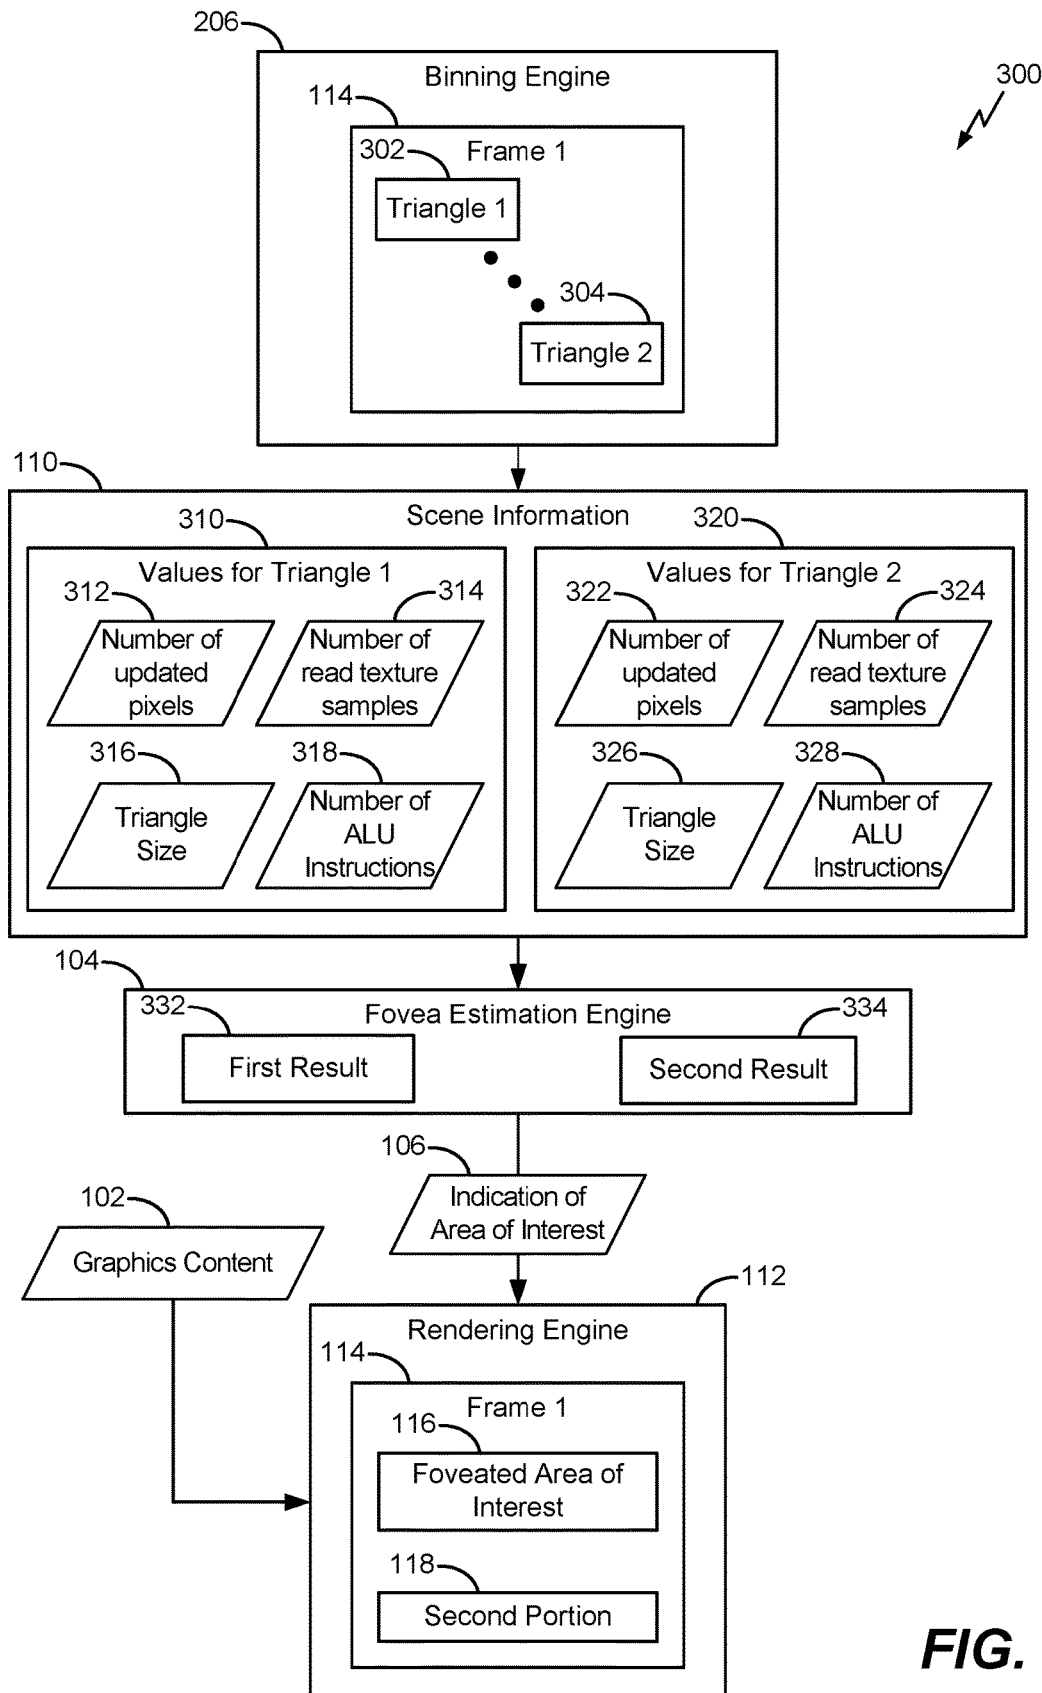 206
Binning Engine
300
114
Frame 1
302
Triangle 1
304
Triangle 2
110
Scene Information
310
Values for Triangle 1
312
Number of
updated
pixels
314
Number of
read texture
samples
316
Triangle
Size
318
Number of
ALU
Instructions
320
Values for Triangle 2
322
Number of
updated
pixels
324
Number of
read texture
samples
326
Triangle
Size
328
Number of
ALU
Instructions
104
Fovea Estimation Engine
332
First Result
334
Second Result
106
Indication of
Area of Interest
102
Graphics Content
112
Rendering Engine
114
Frame 1
116
Foveated Area of
Interest
118
Second Portion
FIG.